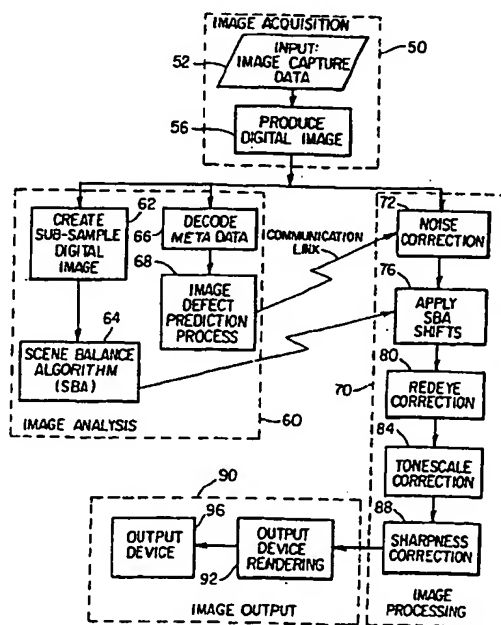 IMAGE ACQUISITION
50
52
INPUT:
IMAGE CAPTURE
DATA
56
PRODUCE
DIGITAL IMAGE
62
CREATE
SUB-SAMPLE
DIGITAL
IMAGE
66
DECODE
META DATA
68
IMAGE
DEFECT
PREDICTION
PROCESS
COMMUNICATION
LINK
64
SCENE BALANCE
ALGORITHM
(SBA)
IMAGE ANALYSIS
60
72
NOISE
CORRECTION
76
APPLY
SBA
SHIFTS
70
80
REDEYE
CORRECTION
84
TONESCALE
CORRECTION
88
SHARPNESS
CORRECTION
IMAGE
PROCESSING
90
96
OUTPUT
DEVICE
OUTPUT
DEVICE
RENDERING
92
IMAGE OUTPUT